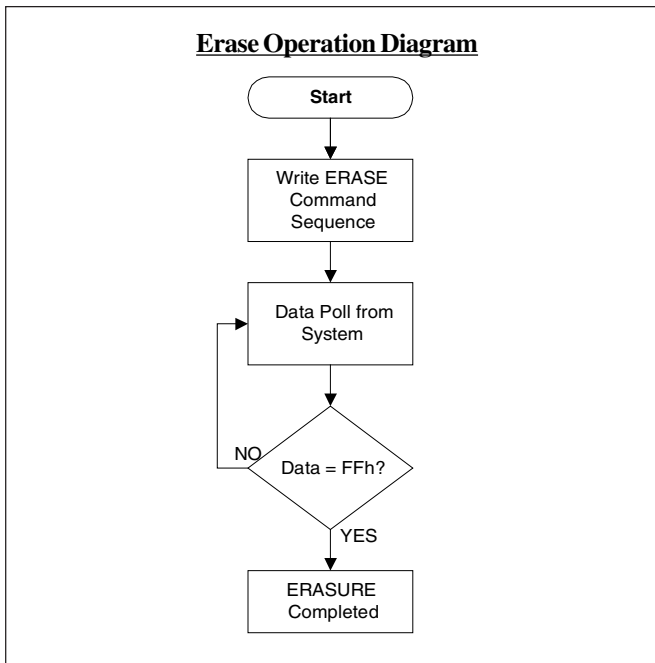 Erase Operation Diagram
Start
Write ERASE
Command
Sequence
Data Poll from
System
NO
Data = FFh?
YES
ERASURE
Completed